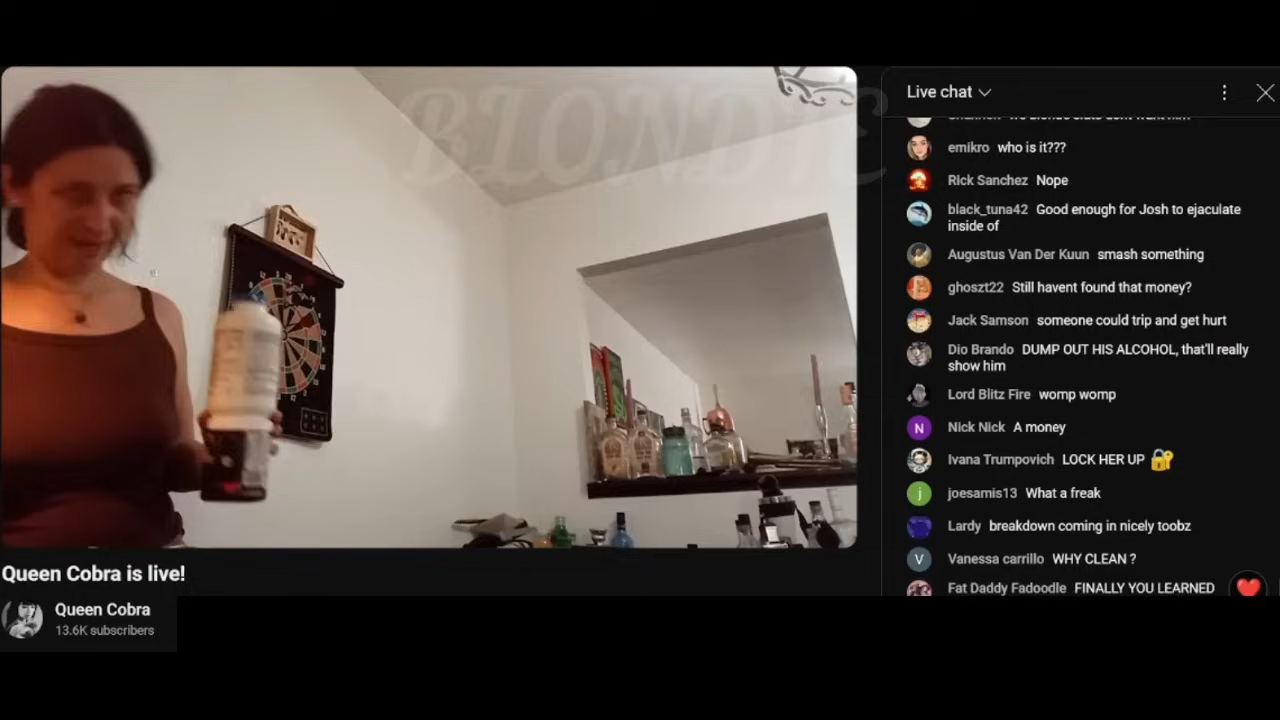 BLONDIE
Live chat
emikro who is it???
Rick Sanchez Nope
black_tuna42 Good enough for Josh to ejaculate
inside of
Augustus Van Der Kuun smash something
ghoszt22 Still havent found that money?
Jack Samson someone could trip and get hurt
Dio Brando DUMP OUT HIS ALCOHOL, that'll really
show him
Lord Blitz Fire womp womp
N
Nick Nick A money
Ivana Trumpovich LOCK HER UP 🔐
j
joesamis13 What a freak
Lardy breakdown coming in nicely toobz
V
Vanessa carrillo WHY CLEAN ?
Fat Daddy Fadoodle FINALLY YOU LEARNED
Queen Cobra is live!
Queen Cobra
13.6K subscribers